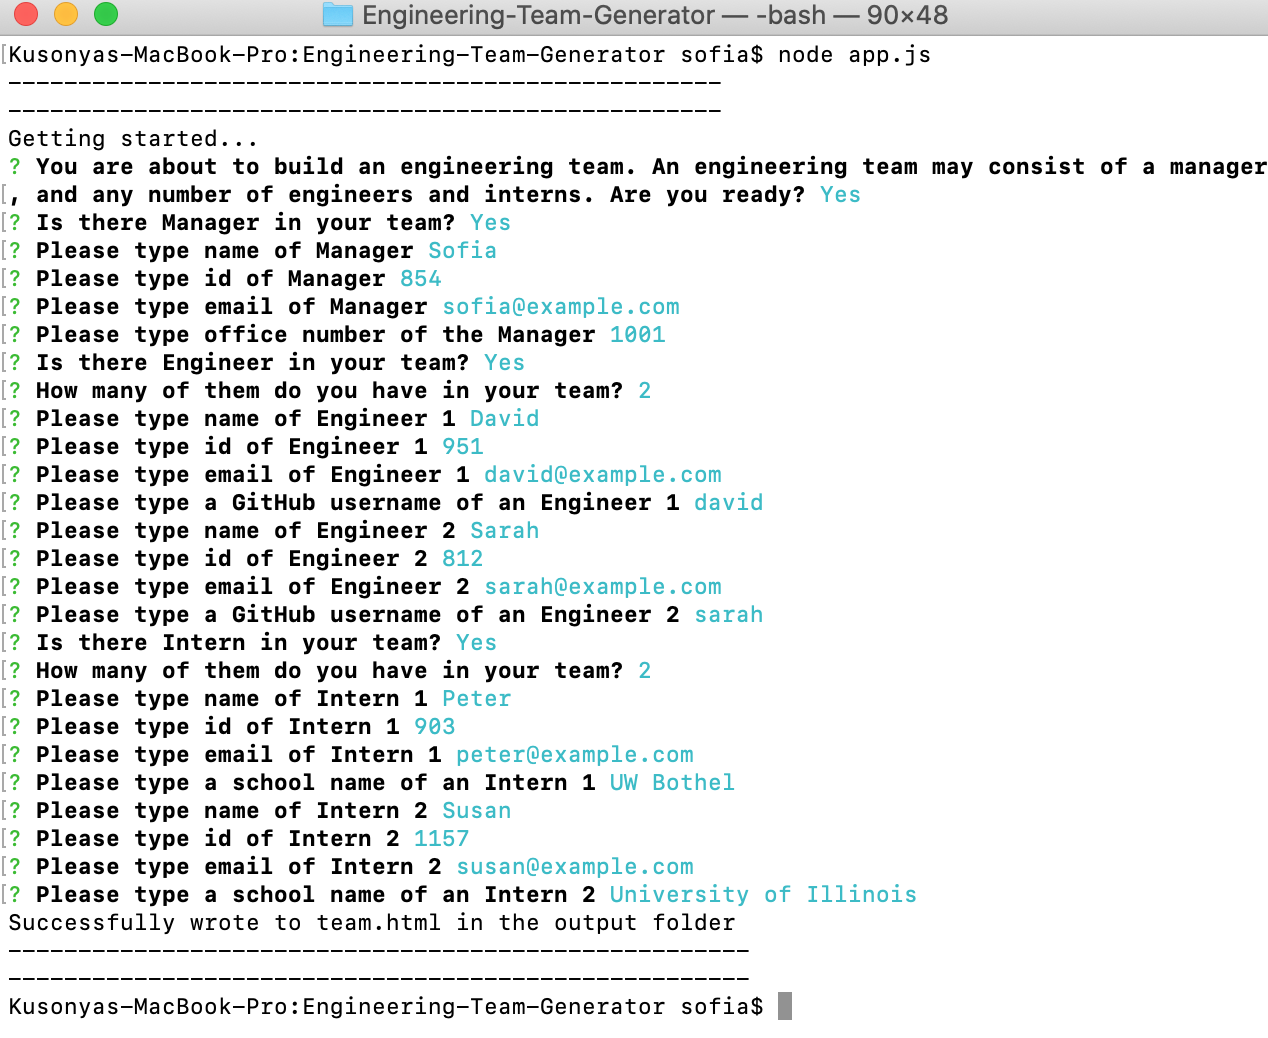 Engineering-Team-Generator — -bash — 90×48
[Kusonyas-MacBook-Pro:Engineering-Team-Generator sofia$ node app.js
---------------------------------------------------
---------------------------------------------------
Getting started...
? You are about to build an engineering team. An engineering team may consist of a manager
[, and any number of engineers and interns. Are you ready? Yes
[? Is there Manager in your team? Yes
[? Please type name of Manager Sofia
[? Please type id of Manager 854
[? Please type email of Manager sofia@example.com
[? Please type office number of the Manager 1001
[? Is there Engineer in your team? Yes
[? How many of them do you have in your team? 2
[? Please type name of Engineer 1 David
[? Please type id of Engineer 1 951
[? Please type email of Engineer 1 david@example.com
[? Please type a GitHub username of an Engineer 1 david
[? Please type name of Engineer 2 Sarah
[? Please type id of Engineer 2 812
[? Please type email of Engineer 2 sarah@example.com
[? Please type a GitHub username of an Engineer 2 sarah
[? Is there Intern in your team? Yes
[? How many of them do you have in your team? 2
[? Please type name of Intern 1 Peter
[? Please type id of Intern 1 903
[? Please type email of Intern 1 peter@example.com
[? Please type a school name of an Intern 1 UW Bothel
[? Please type name of Intern 2 Susan
[? Please type id of Intern 2 1157
[? Please type email of Intern 2 susan@example.com
[? Please type a school name of an Intern 2 University of Illinois
Successfully wrote to team.html in the output folder
-----------------------------------------------------
-----------------------------------------------------
Kusonyas-MacBook-Pro:Engineering-Team-Generator sofia$